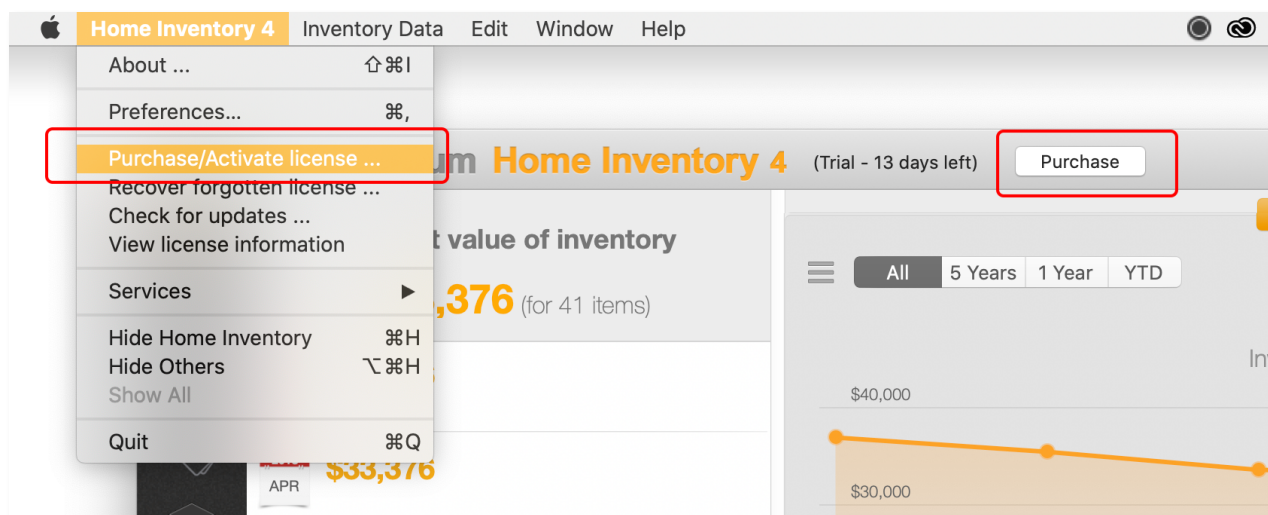 Home Inventory 4 Inventory Data Edit Window Help
About ... ⇧⌘I
Preferences... ⌘,
Purchase/Activate license ...
Recover forgotten license ...
Check for updates ...
View license information
Services ▶
Hide Home Inventory ⌘H
Hide Others ⌥⌘H
Show All
Quit ⌘Q
Home Inventory 4 (Trial - 13 days left) Purchase
value of inventory
,376 (for 41 items)
$33,376
APR
All 5 Years 1 Year YTD
$40,000
$30,000